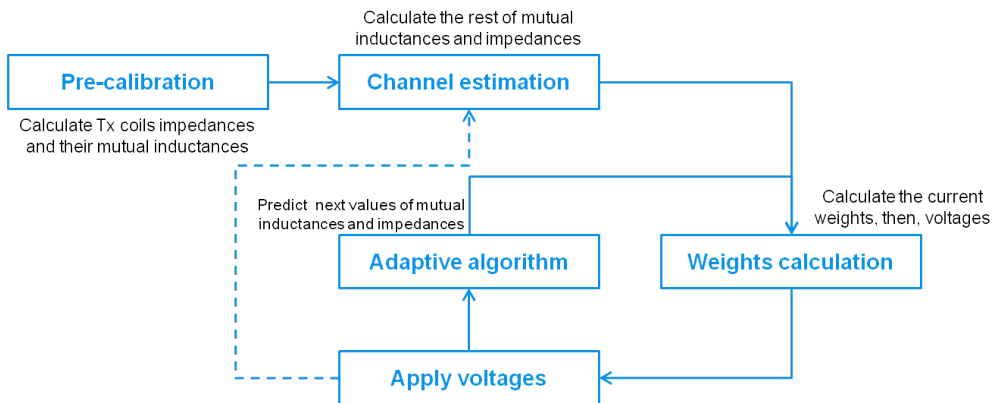 Calculate the rest of mutual
inductances and impedances
Pre-calibration
Channel estimation
Calculate Tx coils impedances
and their mutual inductances
Predict next values of mutual
inductances and impedances
Calculate the current
weights, then, voltages
Adaptive algorithm
Weights calculation
Apply voltages